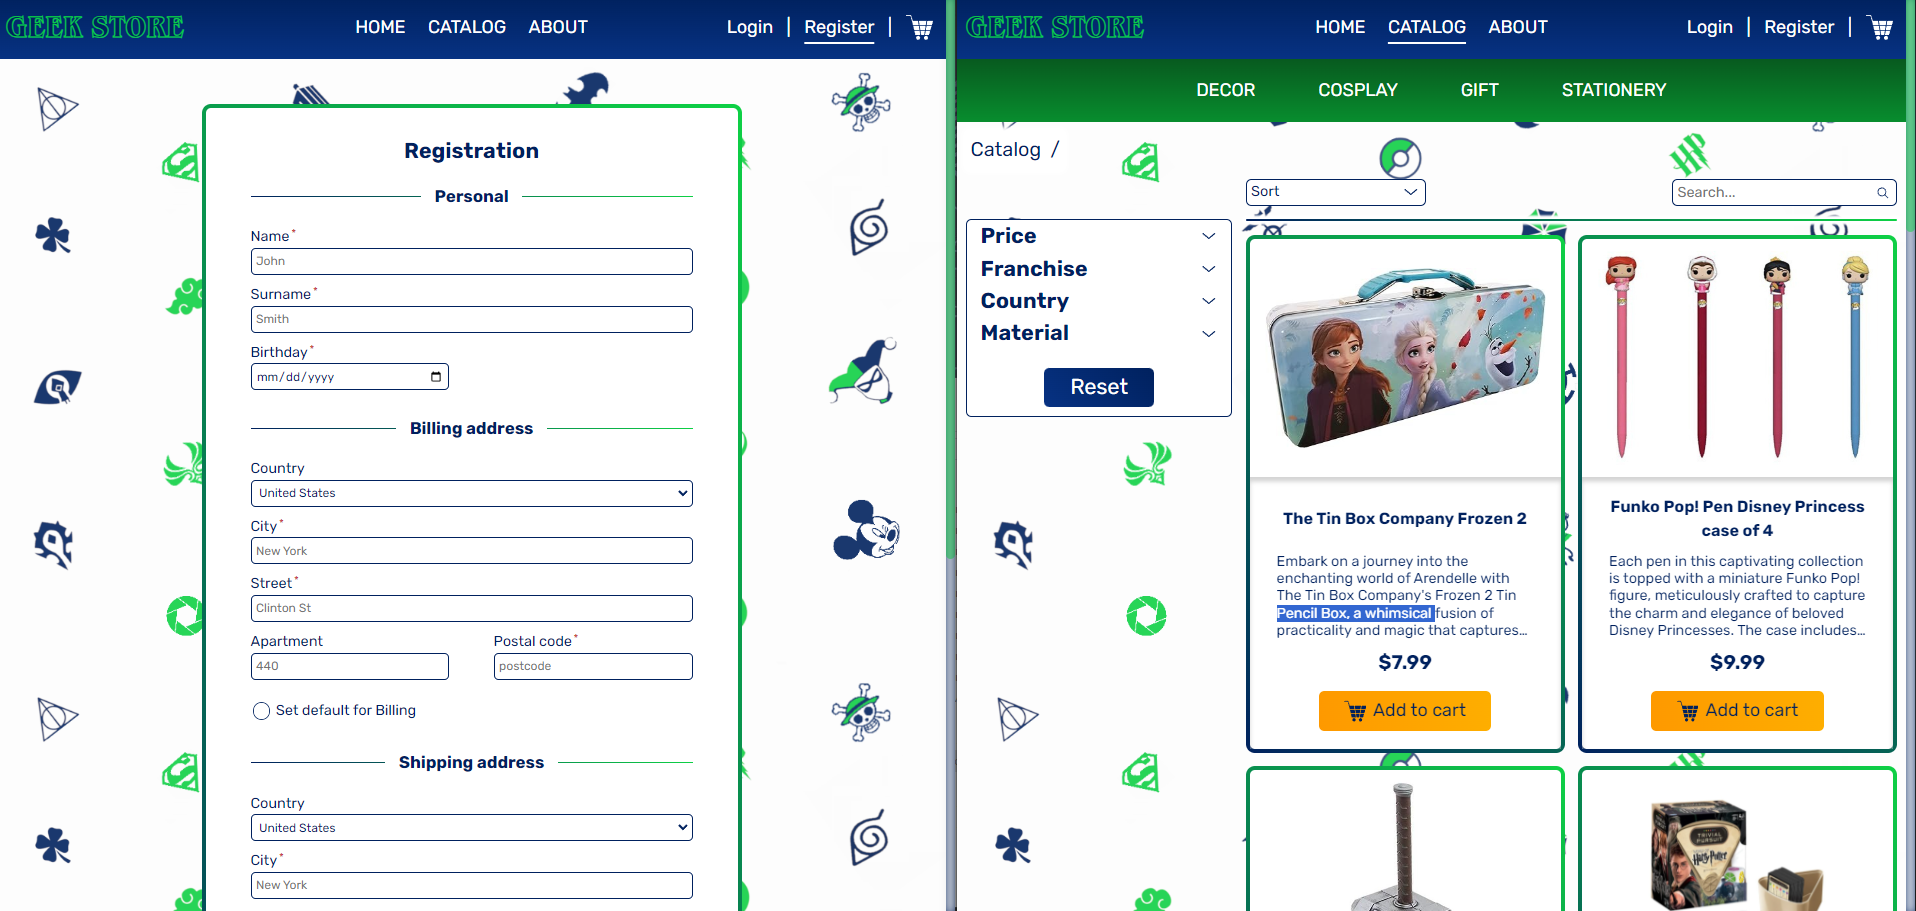 GEEK STORE
HOME CATALOG ABOUT
Login | Register |
Registration
Personal
Name*
John
Surname*
Smith
Birthday*
mm/dd/yyyy
Billing address
Country
United States
City*
New York
Street*
Clinton St
Apartment Postal code*
440 postcode
Set default for Billing
Shipping address
Country
United States
City*
New York
GEEK STORE
HOME CATALOG ABOUT
Login | Register |
DECOR COSPLAY GIFT STATIONERY
Catalog /
Sort
Search...
Price
Franchise
Country
Material
Reset
The Tin Box Company Frozen 2
Embark on a journey into the
enchanting world of Arendelle with
The Tin Box Company's Frozen 2 Tin
Pencil Box, a whimsical fusion of
practicality and magic that captures...
$7.99
Add to cart
Funko Pop! Pen Disney Princess
case of 4
Each pen in this captivating collection
is topped with a miniature Funko Pop!
figure, meticulously crafted to capture
the charm and elegance of beloved
Disney Princesses. The case includes...
$9.99
Add to cart
TRIVIAL
PURSUIT
Harry Potter